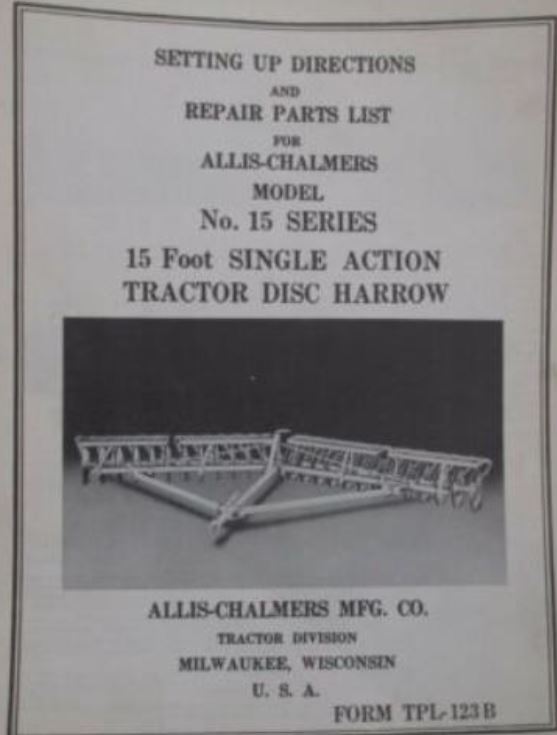 SETTING UP DIRECTIONS
AND
REPAIR PARTS LIST
FOR
ALLIS-CHALMERS
MODEL
No. 15 SERIES
15 Foot SINGLE ACTION
TRACTOR DISC HARROW
ALLIS-CHALMERS MFG. CO.
TRACTOR DIVISION
MILWAUKEE, WISCONSIN
U. S. A.
FORM TPL-123 B